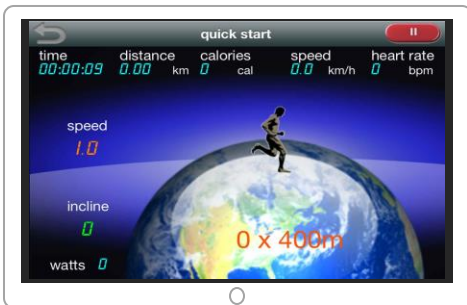 quick start
time distance calories speed heart rate
00:00:09 0.00 km 0 cal 0.0 km/h 0 bpm
speed
1.0
incline
0
0 x 400m
watts 0